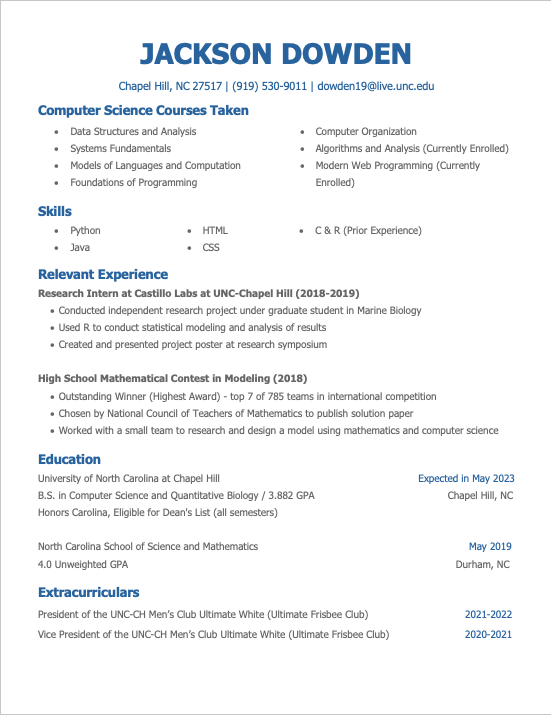 JACKSON DOWDEN
Chapel Hill, NC 27517 | (919) 530-9011 | dowden19@live.unc.edu
Computer Science Courses Taken
• Data Structures and Analysis
• Systems Fundamentals
• Models of Languages and Computation
• Foundations of Programming
• Computer Organization
• Algorithms and Analysis (Currently Enrolled)
• Modern Web Programming (Currently
Enrolled)
Skills
• Python
• Java
• HTML
• CSS
• C & R (Prior Experience)
Relevant Experience
Research Intern at Castillo Labs at UNC-Chapel Hill (2018-2019)
• Conducted independent research project under graduate student in Marine Biology
• Used R to conduct statistical modeling and analysis of results
• Created and presented project poster at research symposium
High School Mathematical Contest in Modeling (2018)
• Outstanding Winner (Highest Award) - top 7 of 785 teams in international competition
• Chosen by National Council of Teachers of Mathematics to publish solution paper
• Worked with a small team to research and design a model using mathematics and computer science
Education
University of North Carolina at Chapel Hill Expected in May 2023
B.S. in Computer Science and Quantitative Biology / 3.882 GPA Chapel Hill, NC
Honors Carolina, Eligible for Dean's List (all semesters)
North Carolina School of Science and Mathematics May 2019
4.0 Unweighted GPA Durham, NC
Extracurriculars
President of the UNC-CH Men’s Club Ultimate White (Ultimate Frisbee Club) 2021-2022
Vice President of the UNC-CH Men’s Club Ultimate White (Ultimate Frisbee Club) 2020-2021